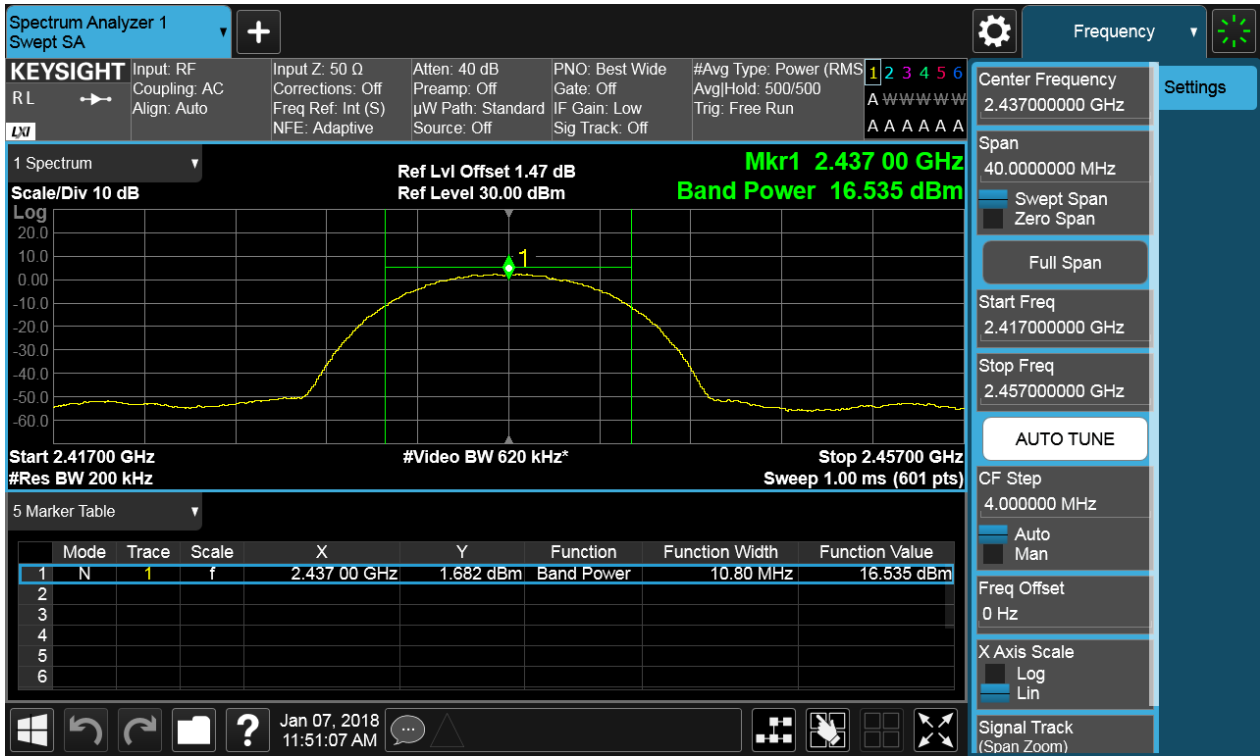 Spectrum Analyzer 1
Swept SA
Frequency
KEYSIGHT
R L
LXI
Input: RF
Coupling: AC
Align: Auto
Input Z: 50 Ω
Corrections: Off
Freq Ref: Int (S)
NFE: Adaptive
Atten: 40 dB
Preamp: Off
µW Path: Standard
Source: Off
PNO: Best Wide
Gate: Off
IF Gain: Low
Sig Track: Off
#Avg Type: Power (RMS
Avg|Hold: 500/500
Trig: Free Run
1 2 3 4 5 6
A W W W W W
A A A A A A
1 Spectrum
Scale/Div 10 dB
Ref Lvl Offset 1.47 dB
Ref Level 30.00 dBm
Mkr1 2.437 00 GHz
Band Power 16.535 dBm
Log
20.0
10.0
0.00
-10.0
-20.0
-30.0
-40.0
-50.0
-60.0
1
Start 2.41700 GHz
#Res BW 200 kHz
#Video BW 620 kHz*
Stop 2.45700 GHz
Sweep 1.00 ms (601 pts)
5 Marker Table
Mode Trace Scale X Y Function Function Width Function Value
1 N 1 f 2.437 00 GHz 1.682 dBm Band Power 10.80 MHz 16.535 dBm
2
3
4
5
6
Jan 07, 2018
11:51:07 AM
?
Center Frequency
2.437000000 GHz
Span
40.0000000 MHz
Swept Span
Zero Span
Full Span
Start Freq
2.417000000 GHz
Stop Freq
2.457000000 GHz
AUTO TUNE
CF Step
4.000000 MHz
Auto
Man
Freq Offset
0 Hz
X Axis Scale
Log
Lin
Signal Track
(Span Zoom)
Settings